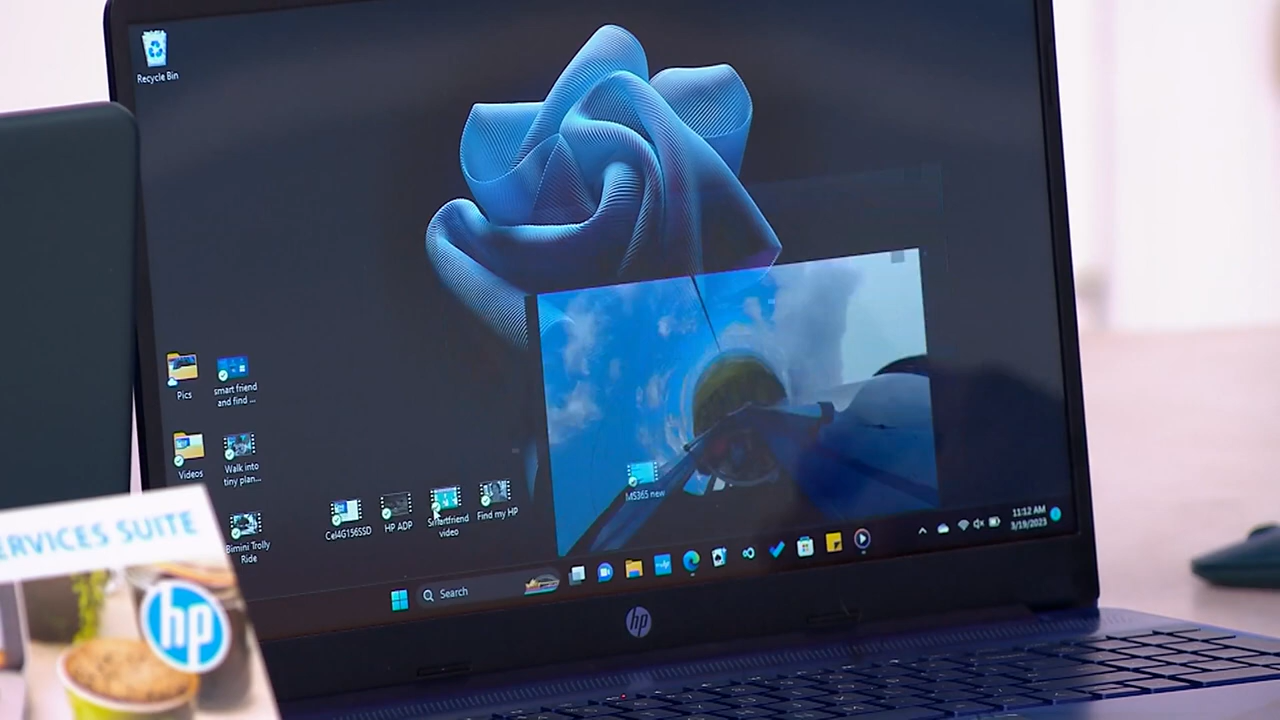 Recycle Bin
Pics
smart friend
and find ...
Videos
Walk into
tiny plan...
Bimini Trolly
Ride
Cel4G156SSD
HP ADP
Smartfriend
video
Find my HP
MS365 new
Search
11:12 AM
3/19/2023
hp
ERVICES SUITE
hp